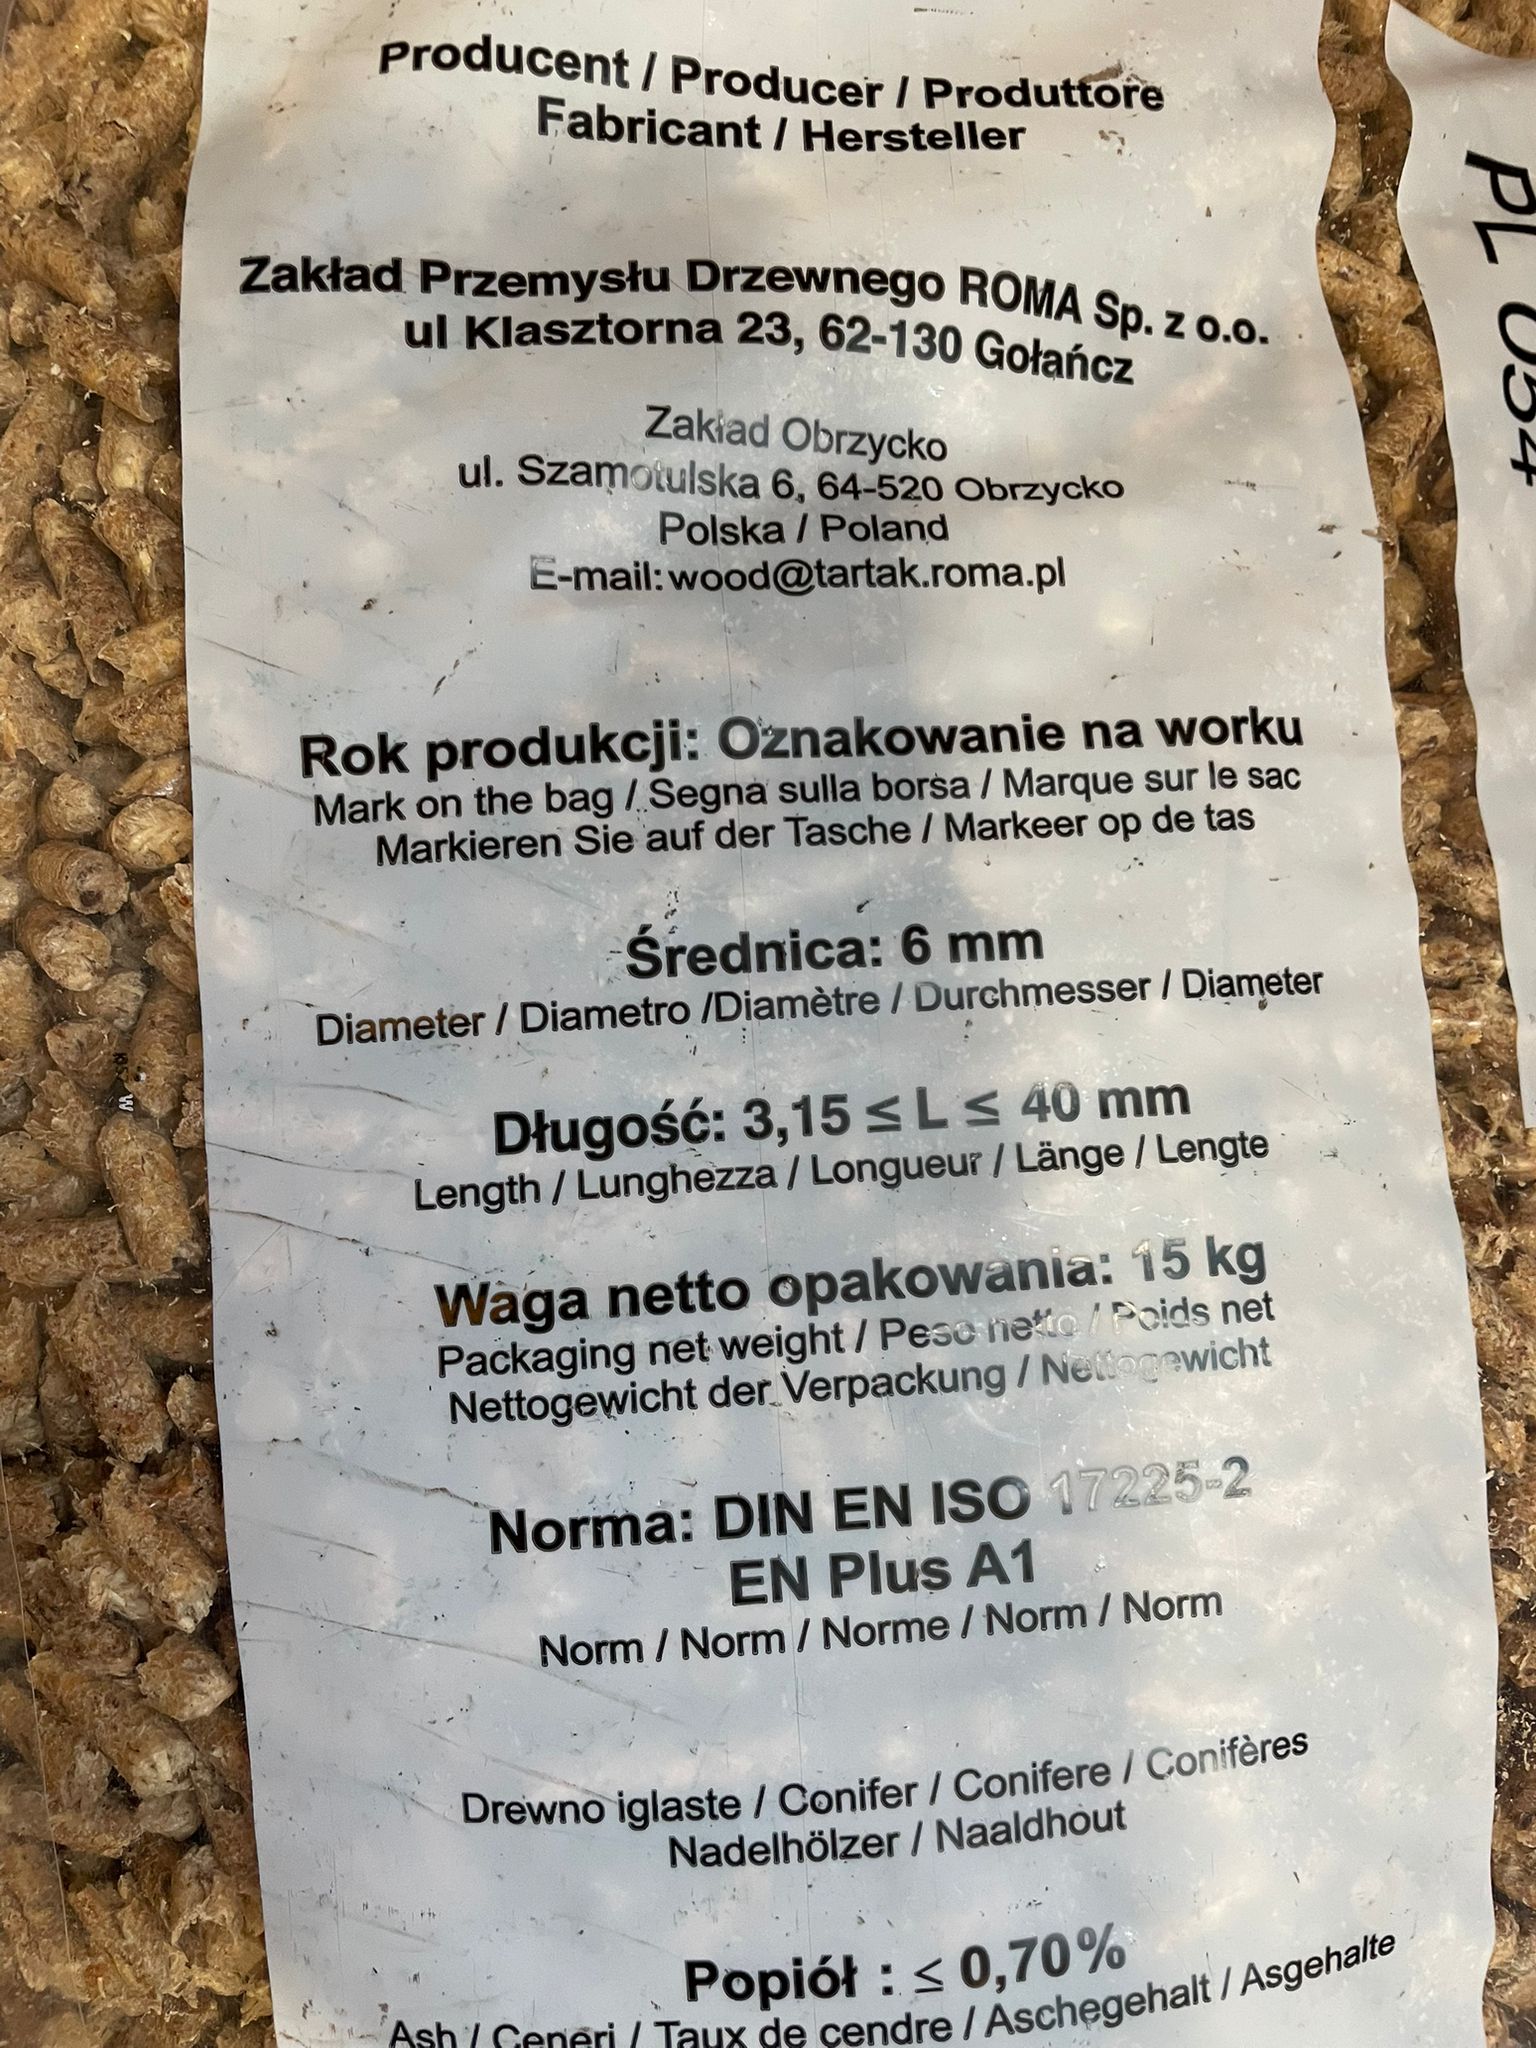 Producent / Producer / Produttore
Fabricant / Hersteller
Zakład Przemysłu Drzewnego ROMA Sp. z o.o.
ul Klasztorna 23, 62-130 Gołańcz
Zakład Obrzycko
ul. Szamotulska 6, 64-520 Obrzycko
Polska / Poland
E-mail: wood@tartak.roma.pl
Rok produkcji: Oznakowanie na worku
Mark on the bag / Segna sulla borsa / Marque sur le sac
Markieren Sie auf der Tasche / Markeer op de tas
Średnica: 6 mm
Diameter / Diametro /Diamètre / Durchmesser / Diameter
Długość: 3,15 ≤ L ≤ 40 mm
Length / Lunghezza / Longueur / Länge / Lengte
Waga netto opakowania: 15 kg
Packaging net weight / Peso netto / Poids net
Nettogewicht der Verpackung / Nettogewicht
Norma: DIN EN ISO 17225-2
EN Plus A1
Norm / Norm / Norme / Norm / Norm
Drewno iglaste / Conifer / Conifere / Conifères
Nadelhölzer / Naaldhout
Popiół : ≤ 0,70%
Ash / Ceneri / Taux de cendre / Aschegehalt / Asgehalte
PL 054